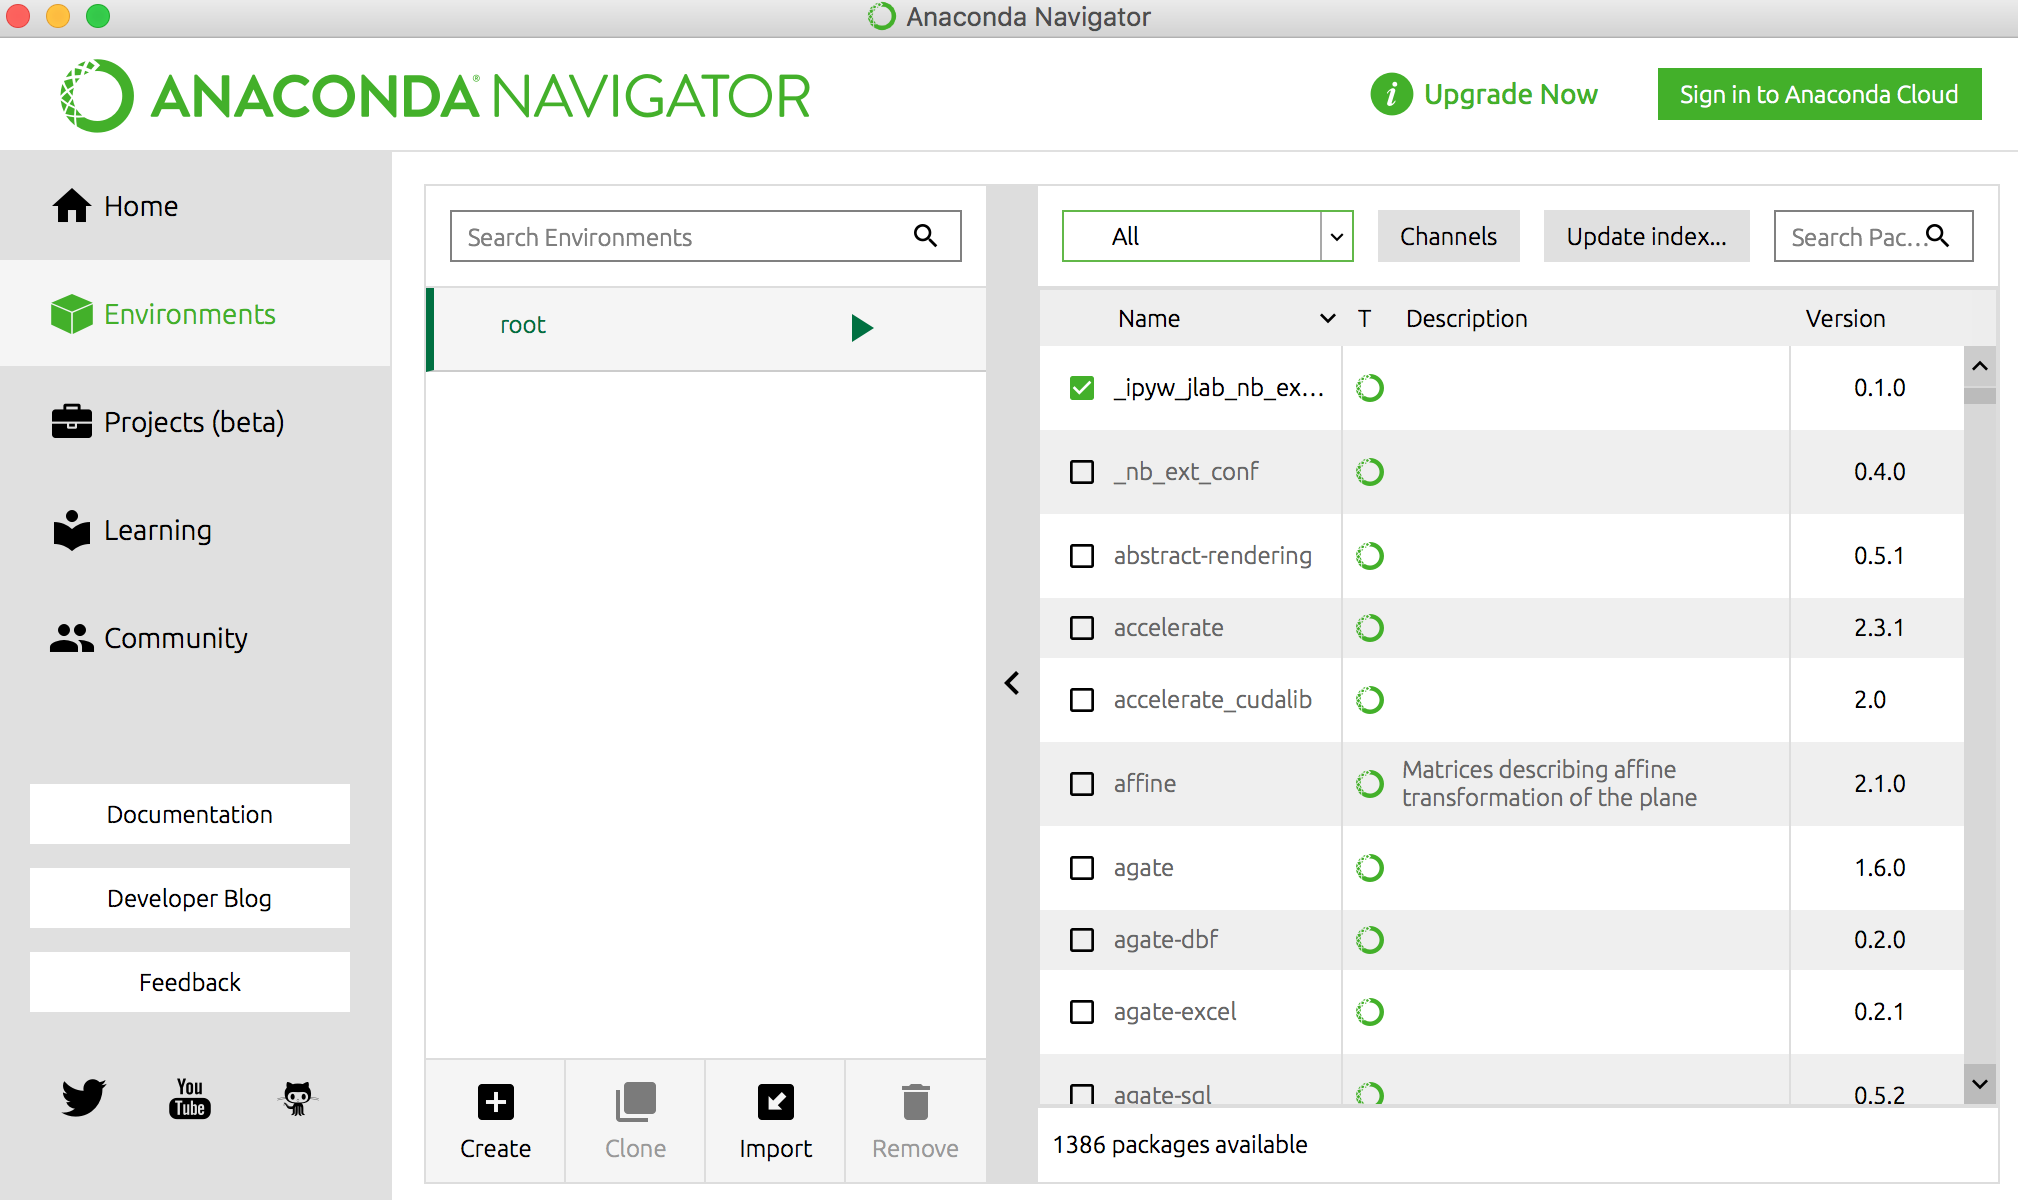 Anaconda Navigator
ANACONDA® NAVIGATOR
Upgrade Now
Sign in to Anaconda Cloud
Home
Environments
Projects (beta)
Learning
Community
Documentation
Developer Blog
Feedback
You
Tube
Search Environments
root
Create
Clone
Import
Remove
All
Channels
Update index...
Search Pac...
Name T Description Version
_ipyw_jlab_nb_ex... 0.1.0
_nb_ext_conf 0.4.0
abstract-rendering 0.5.1
accelerate 2.3.1
accelerate_cudalib 2.0
affine Matrices describing affine
transformation of the plane 2.1.0
agate 1.6.0
agate-dbf 0.2.0
agate-excel 0.2.1
agate-sql 0.5.2
1386 packages available